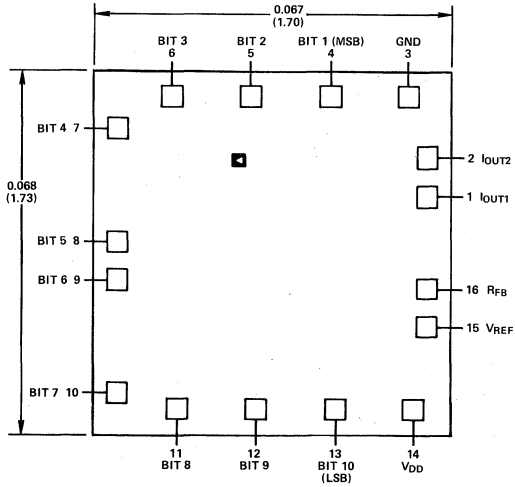 0.067
(1.70)
BIT 3
6
BIT 2
5
BIT 1 (MSB)
4
GND
3
BIT 4 7
2 IOUT2
0.068
(1.73)
1 IOUT1
BIT 5 8
BIT 6 9
16 RFB
15 VREF
BIT 7 10
11
BIT 8
12
BIT 9
13
BIT 10
(LSB)
14
VDD